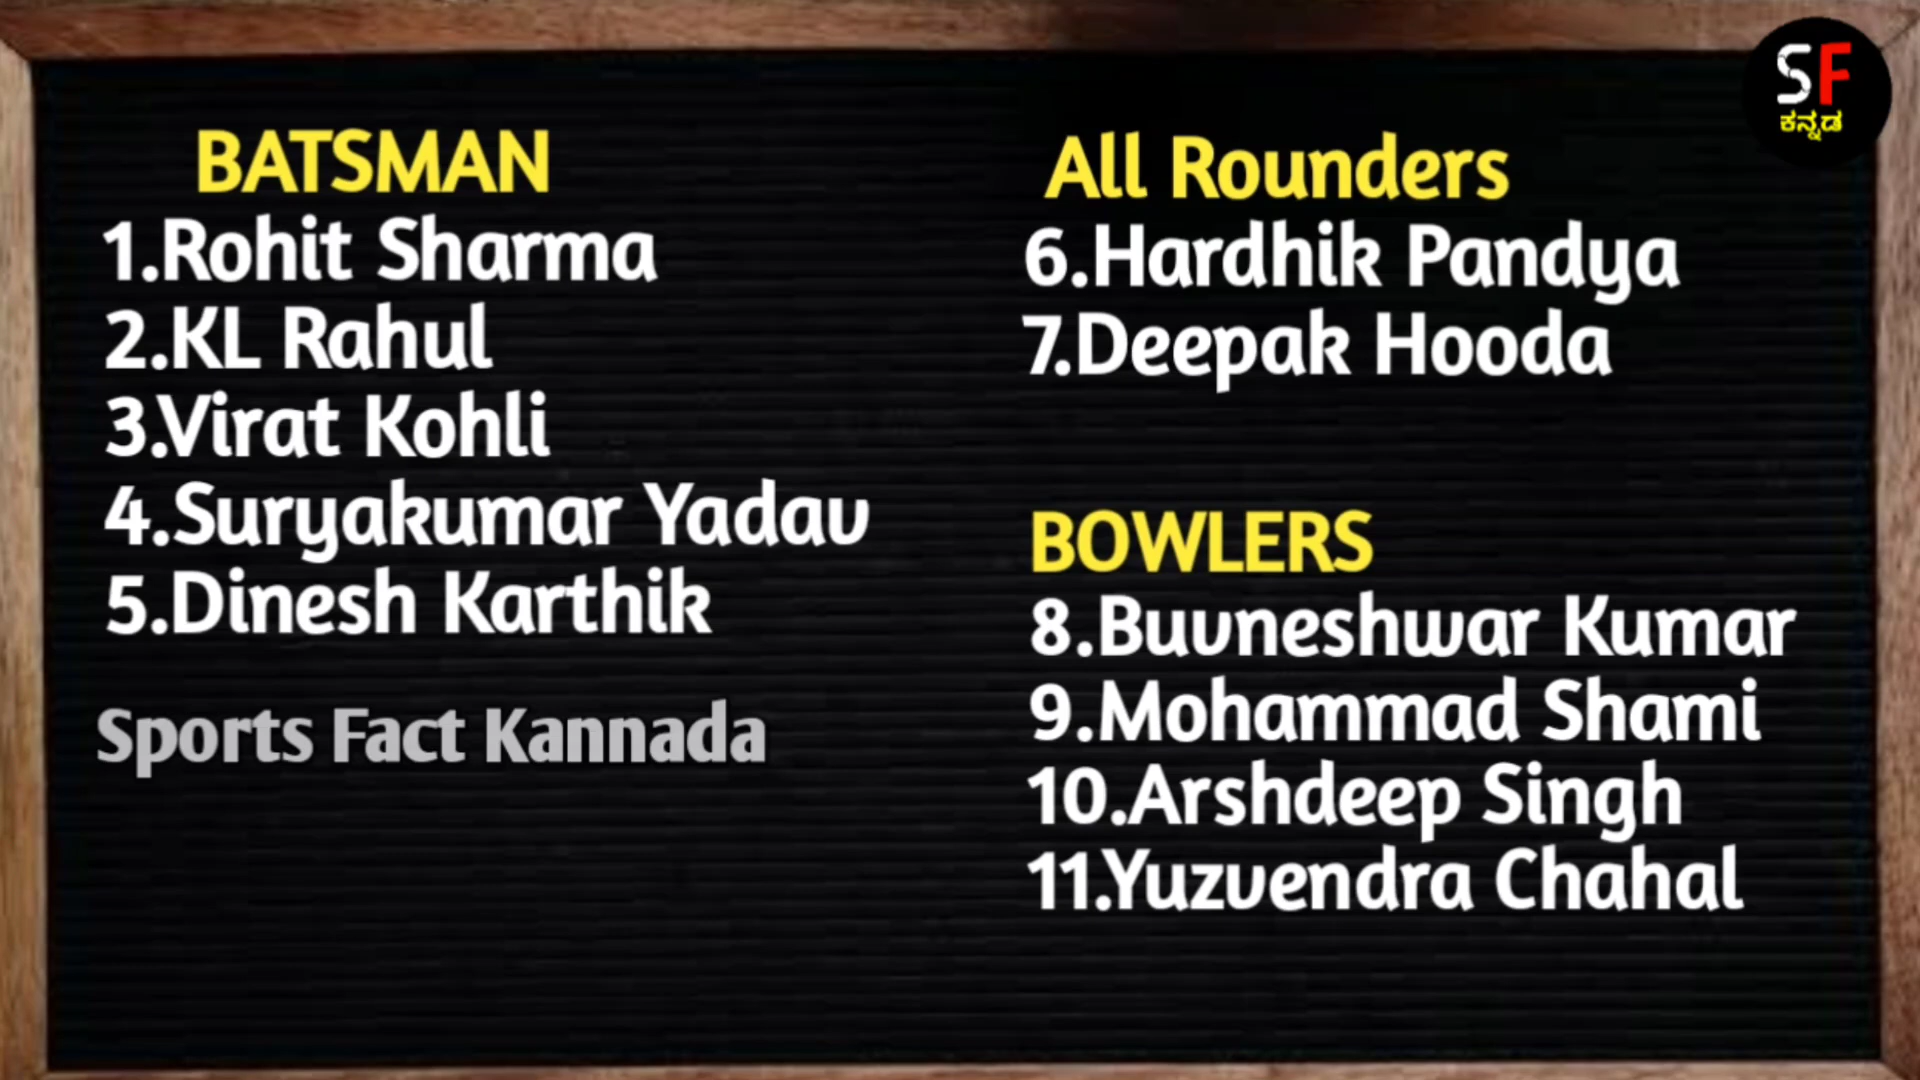 BATSMAN
1.Rohit Sharma
2.KL Rahul
3.Virat Kohli
4.Suryakumar Yadav
5.Dinesh Karthik
Sports Fact Kannada
SF
ಕನ್ನಡ
All Rounders
6.Hardhik Pandya
7.Deepak Hooda
BOWLERS
8.Buvneshwar Kumar
9.Mohammad Shami
10.Arshdeep Singh
11.Yuzvendra Chahal